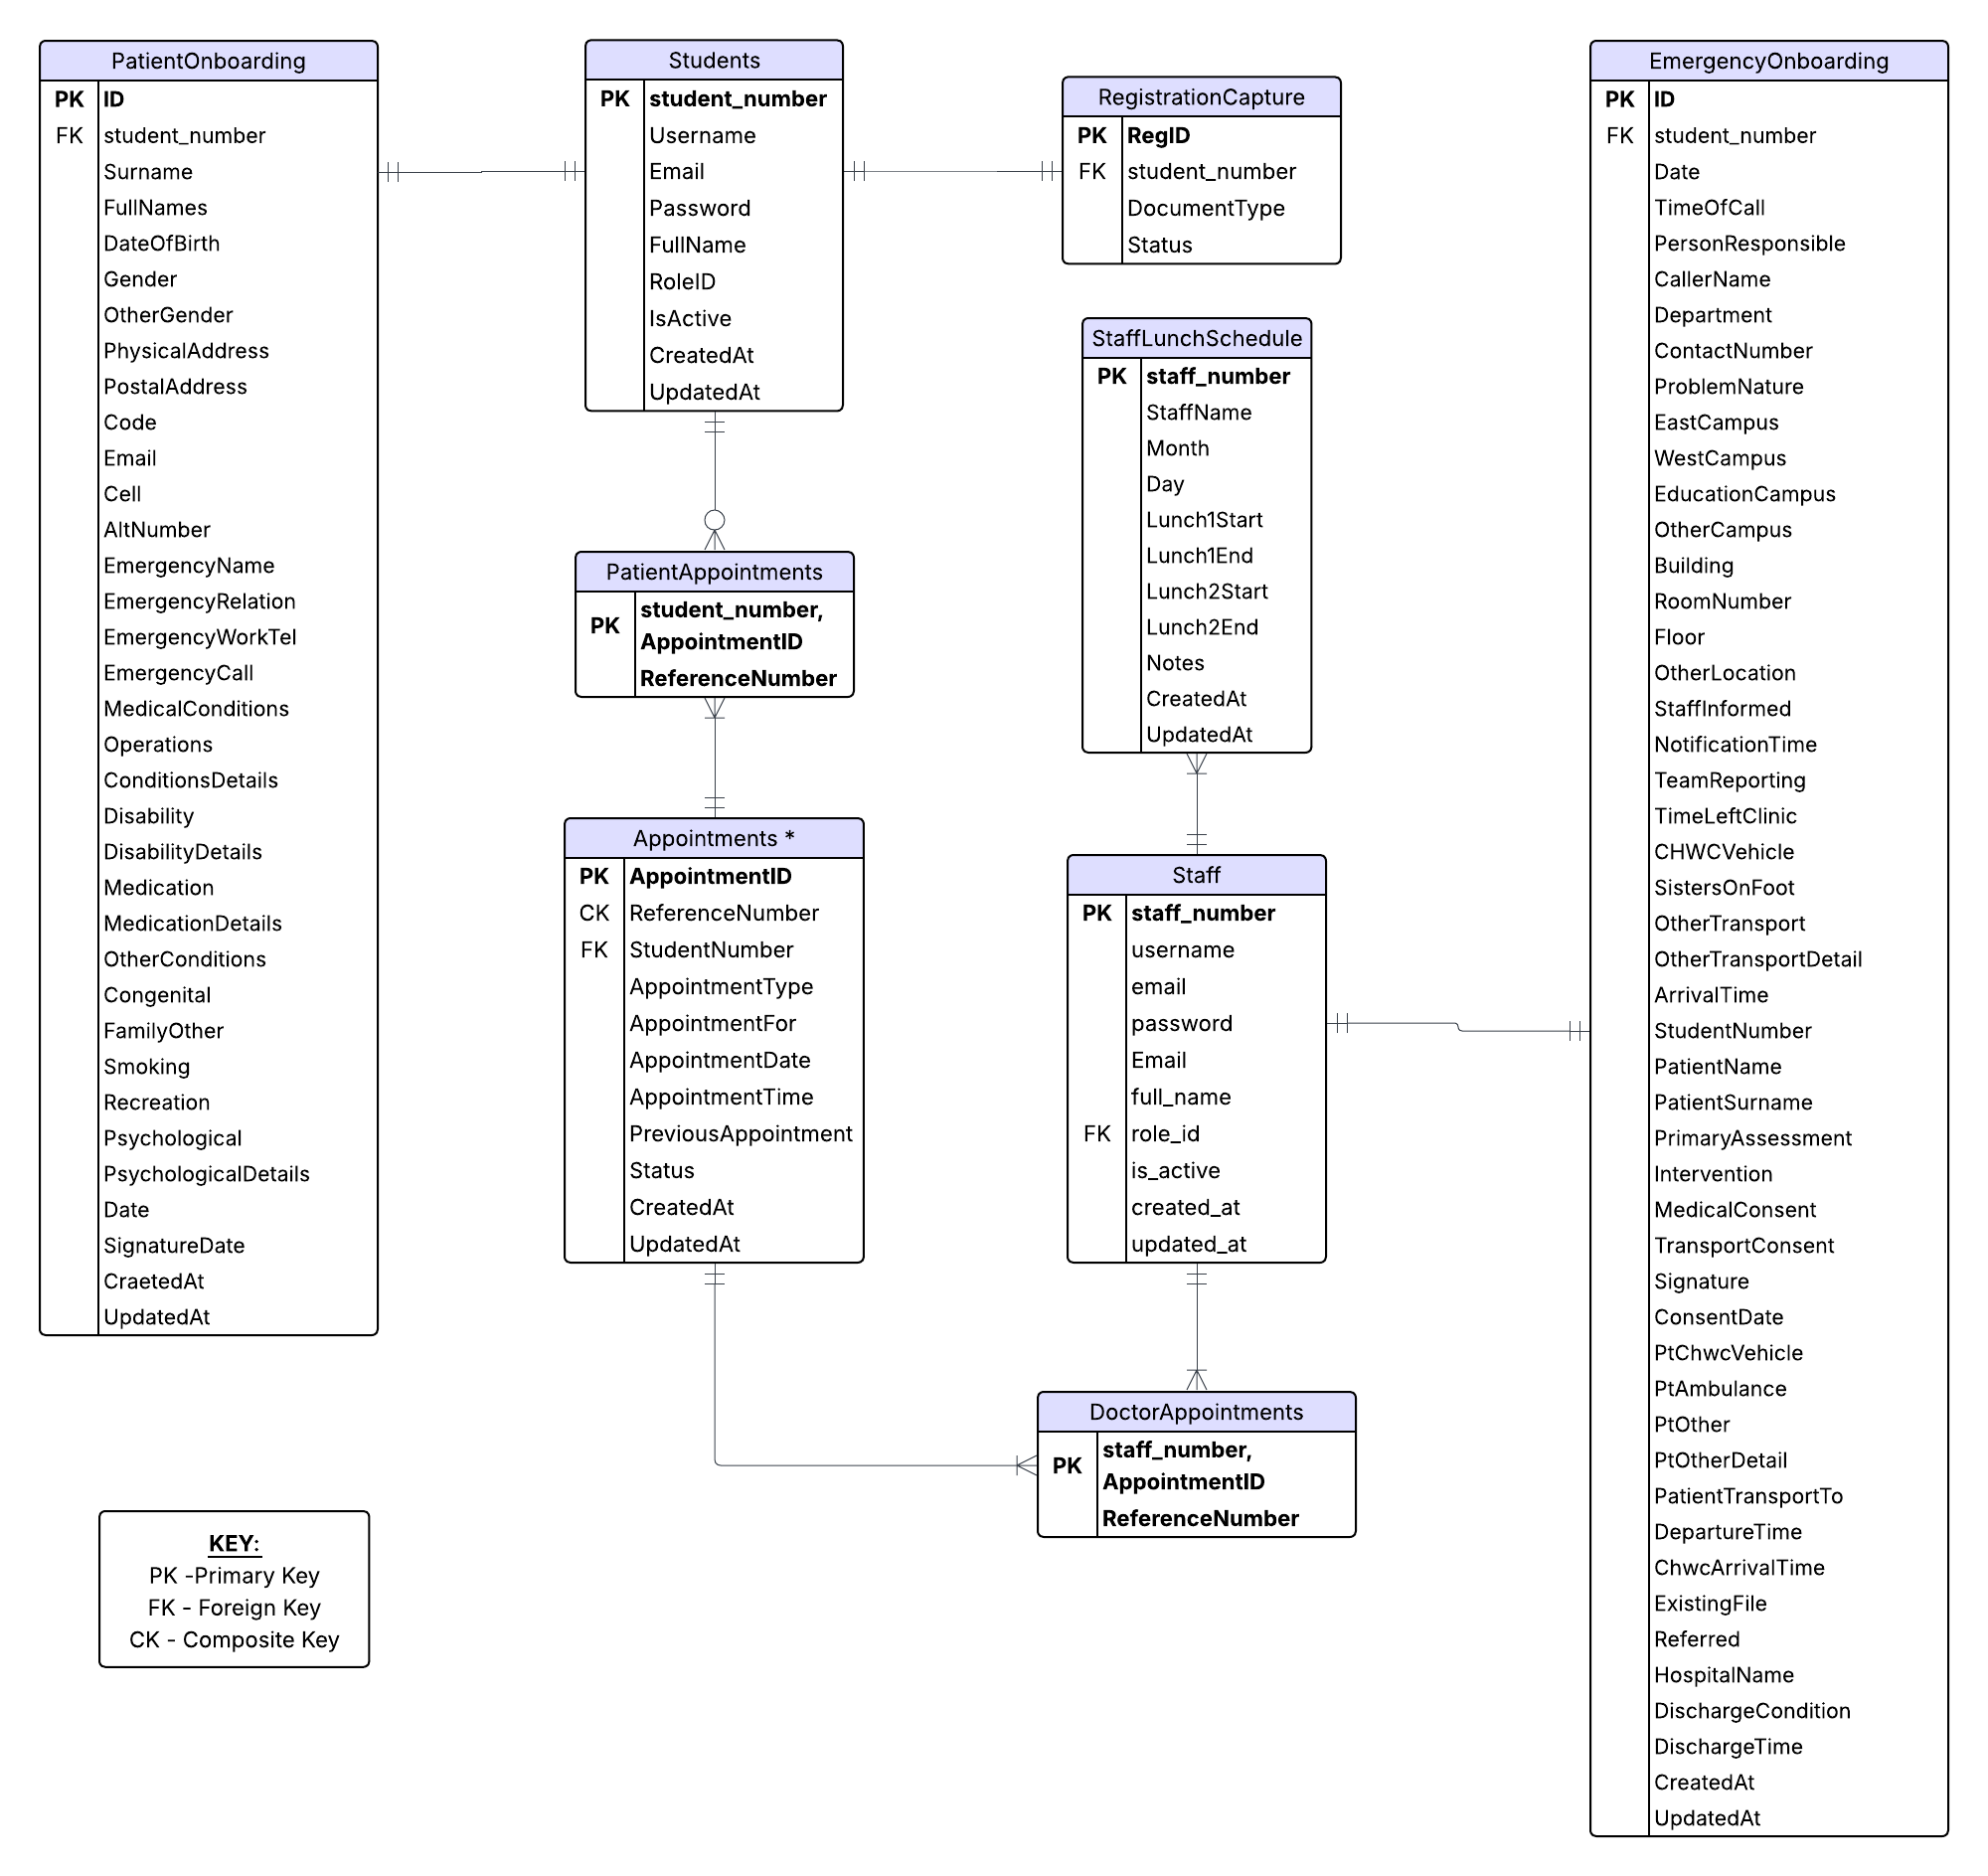 PatientOnboarding
PK ID
FK student_number
Surname
FullNames
DateOfBirth
Gender
OtherGender
PhysicalAddress
PostalAddress
Code
Email
Cell
AltNumber
EmergencyName
EmergencyRelation
EmergencyWorkTel
EmergencyCall
MedicalConditions
Operations
ConditionsDetails
Disability
DisabilityDetails
Medication
MedicationDetails
OtherConditions
Congenital
FamilyOther
Smoking
Recreation
Psychological
PsychologicalDetails
Date
SignatureDate
CraetedAt
UpdatedAt
Students
PK student_number
Username
Email
Password
FullName
RoleID
IsActive
CreatedAt
UpdatedAt
RegistrationCapture
PK RegID
FK student_number
DocumentType
Status
StaffLunchSchedule
PK staff_number
StaffName
Month
Day
Lunch1Start
Lunch1End
Lunch2Start
Lunch2End
Notes
CreatedAt
UpdatedAt
PatientAppointments
PK student_number,
AppointmentID
ReferenceNumber
Appointments *
PK AppointmentID
CK ReferenceNumber
FK StudentNumber
AppointmentType
AppointmentFor
AppointmentDate
AppointmentTime
PreviousAppointment
Status
CreatedAt
UpdatedAt
Staff
PK staff_number
username
email
password
Email
full_name
FK role_id
is_active
created_at
updated_at
DoctorAppointments
PK staff_number,
AppointmentID
ReferenceNumber
EmergencyOnboarding
PK ID
FK student_number
Date
TimeOfCall
PersonResponsible
CallerName
Department
ContactNumber
ProblemNature
EastCampus
WestCampus
EducationCampus
OtherCampus
Building
RoomNumber
Floor
OtherLocation
StaffInformed
NotificationTime
TeamReporting
TimeLeftClinic
CHWCVehicle
SistersOnFoot
OtherTransport
OtherTransportDetail
ArrivalTime
StudentNumber
PatientName
PatientSurname
PrimaryAssessment
Intervention
MedicalConsent
TransportConsent
Signature
ConsentDate
PtChwcVehicle
PtAmbulance
PtOther
PtOtherDetail
PatientTransportTo
DepartureTime
ChwcArrivalTime
ExistingFile
Referred
HospitalName
DischargeCondition
DischargeTime
CreatedAt
UpdatedAt
KEY:
PK -Primary Key
FK - Foreign Key
CK - Composite Key